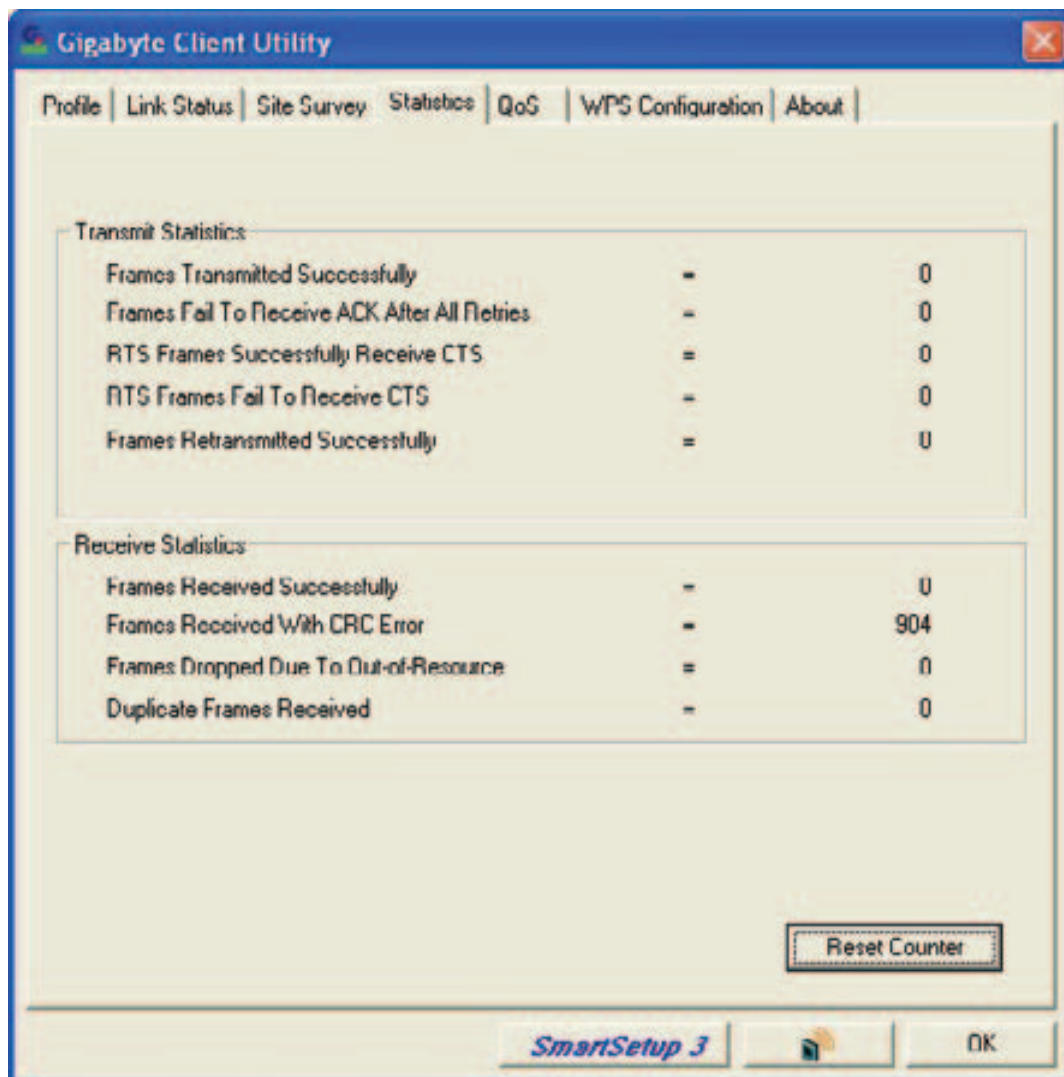 Gigabyte Client Utility
Profile Link Status Site Survey Statistics QoS WPS Configuration About
Transmit Statistics
Frames Transmitted Successfully = 0
Frames Fail To Receive ACK After All Retries = 0
RTS Frames Successfully Receive CTS = 0
RTS Frames Fail To Receive CTS = 0
Frames Retransmitted Successfully = 0
Receive Statistics
Frames Received Successfully = 0
Frames Received With CRC Error = 904
Frames Dropped Due To Out-of-Resource = 0
Duplicate Frames Received = 0
Reset Counter
SmartSetup 3 OK